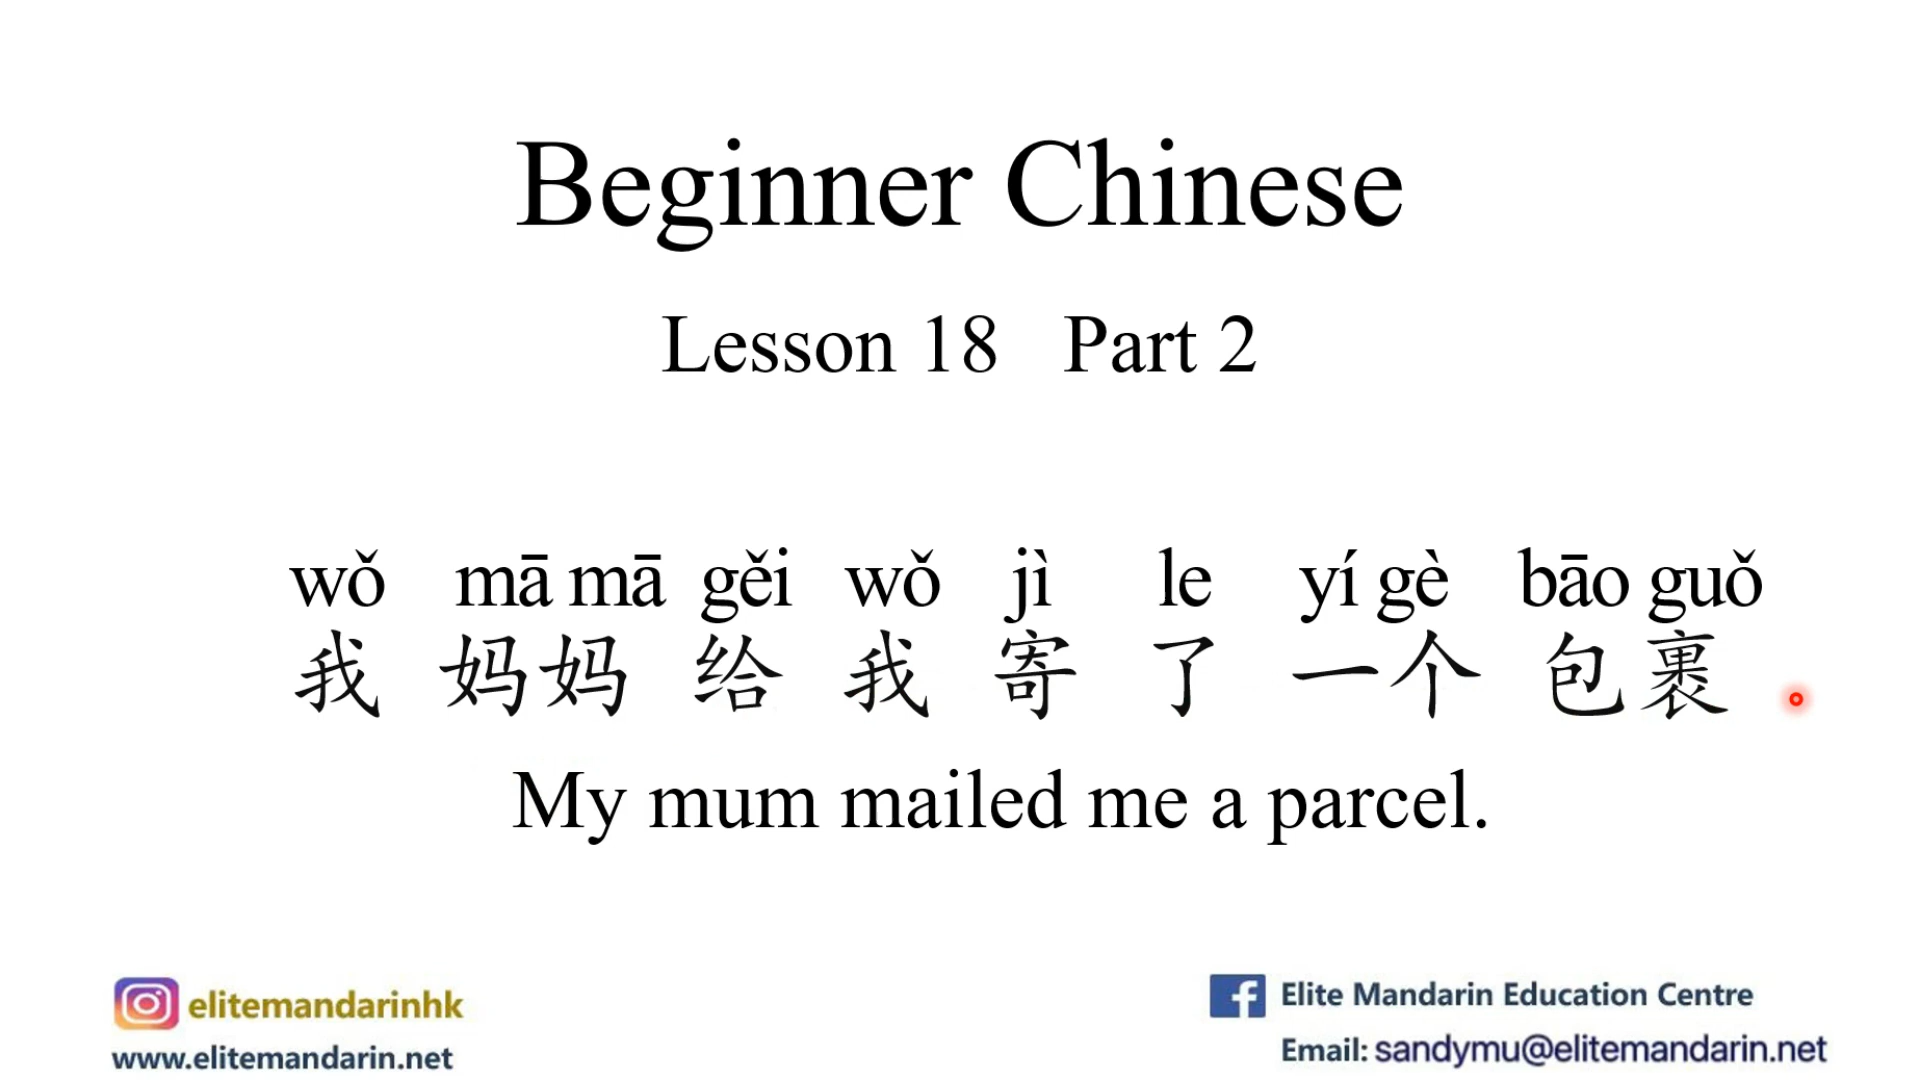 Beginner Chinese
Lesson 18 Part 2
wǒ mā mā gěi wǒ jì le yí gè bāo guǒ
我 妈妈 给 我 寄 了 一个 包裹
My mum mailed me a parcel.
elitemandarinhk
www.elitemandarin.net
Elite Mandarin Education Centre
Email: sandymu@elitemandarin.net